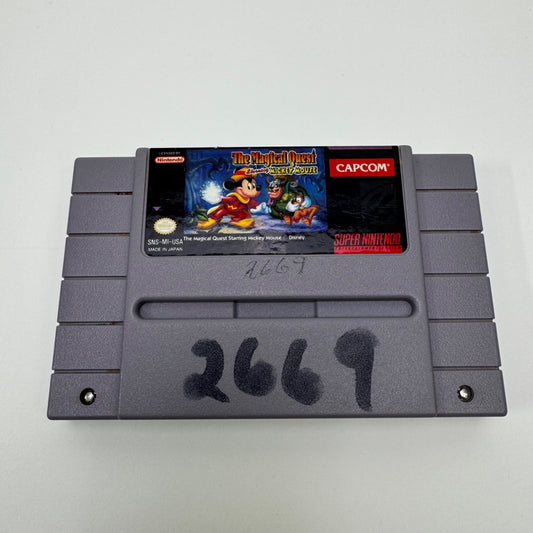 LICENSED BY
Nintendo
The Magical Quest
Starring MICKEY MOUSE
CAPCOM
SNS-MI-USA
MADE IN JAPAN
The Magical Quest Starring Mickey Mouse © Disney
SUPER NINTENDO
2669
2669